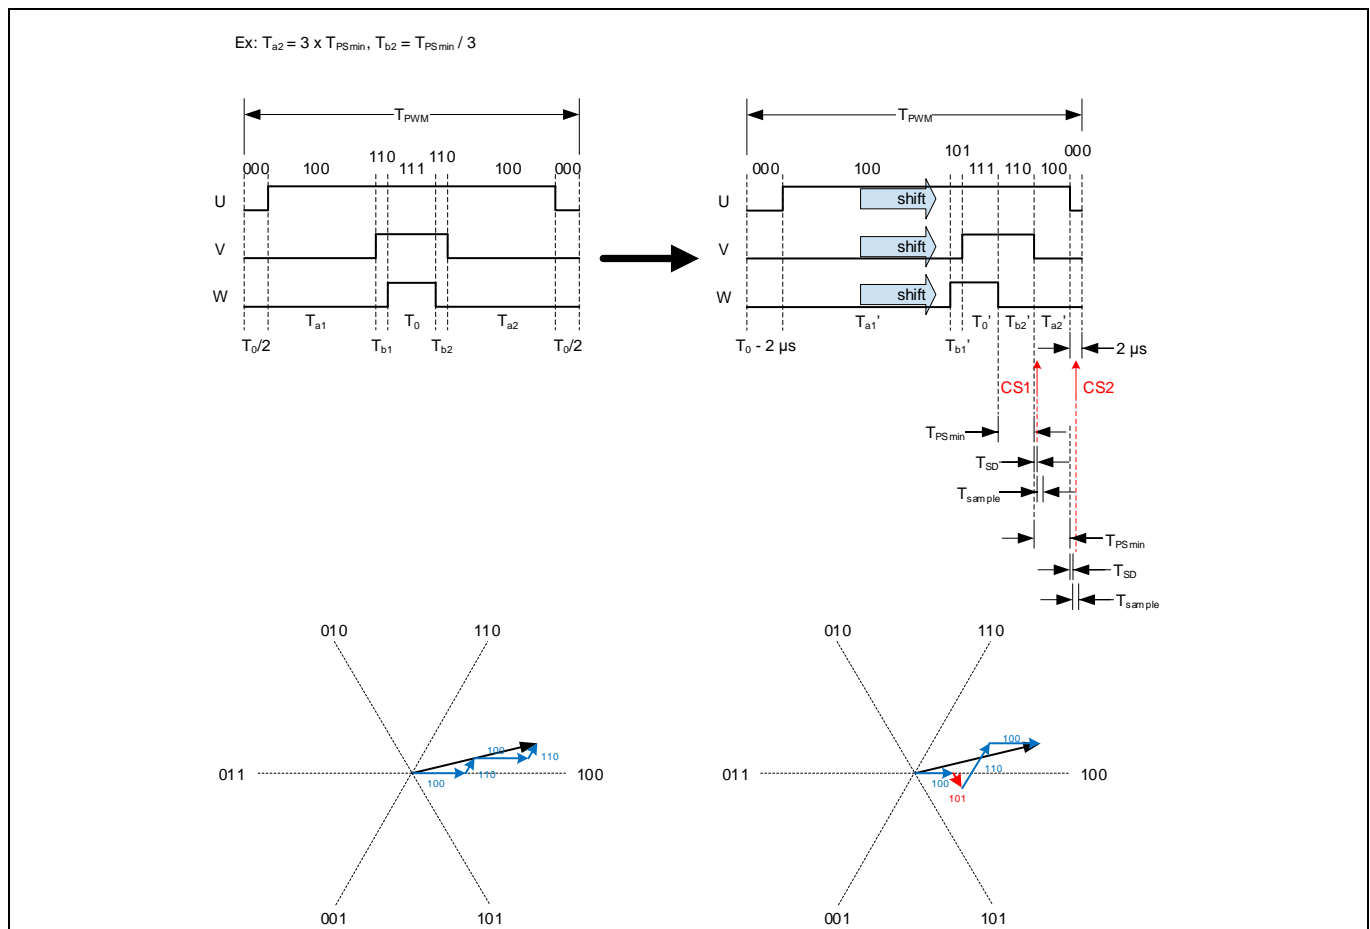 Ex: Ta2 = 3 x TPSmin, Tb2 = TPSmin / 3
TPWM
110 110
000 100 111 100 000
U
V
W
Ta1 T0 Ta2
T0/2 Tb1 Tb2 T0/2
TPWM
101 000
000 100 111 110 100
U shift
V shift
W shift
Ta1' T0' Tb2' Ta2'
T0 - 2 µs Tb1' 2 µs
CS1 CS2
TPSmin
TSD
Tsample
TPSmin
TSD
Tsample
010 110
100
110
100
110
011 100
001 101
010 110
100
110
100
101
011 100
001 101